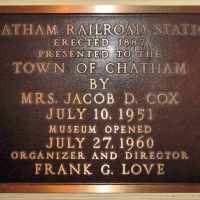 ATHAM RAILROAD STATI
ERECTED 1887
PRESENTED TO THE
TOWN OF CHATHAM
BY
MRS. JACOB D. COX
JULY 10, 1951
MUSEUM OPENED
JULY 27, 1960
ORGANIZER AND DIRECTOR
FRANK G. LOVE